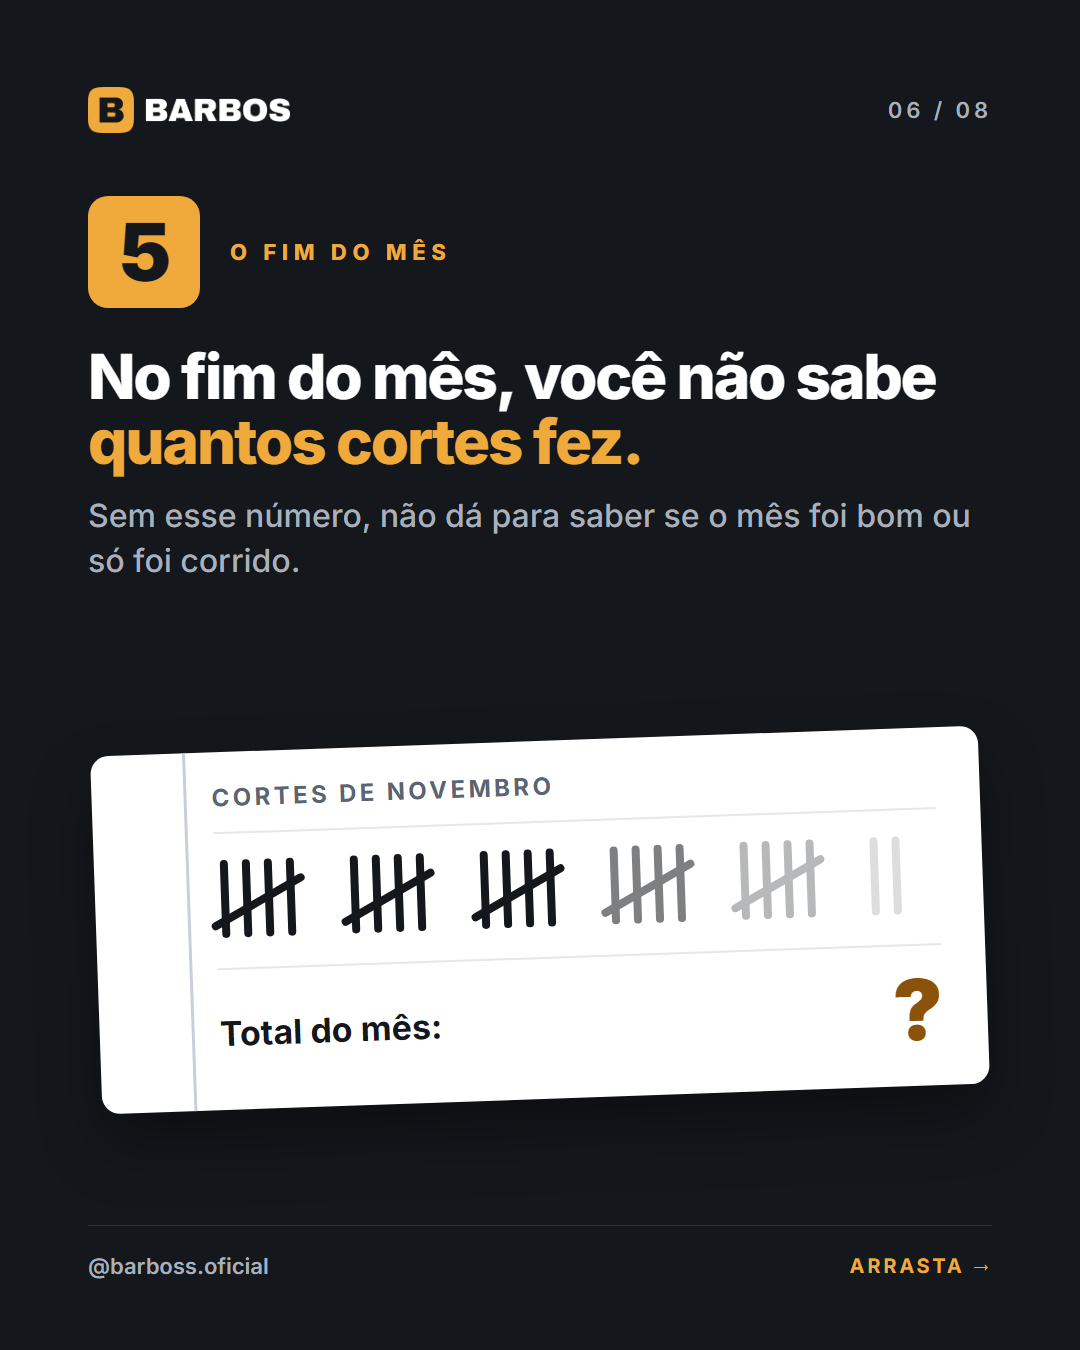 B BARBOS
06 / 08
5
O FIM DO MÊS
No fim do mês, você não sabe
quantos cortes fez.
Sem esse número, não dá para saber se o mês foi bom ou
só foi corrido.
CORTES DE NOVEMBRO
Total do mês:
?
@barboss.oficial
ARRASTA →